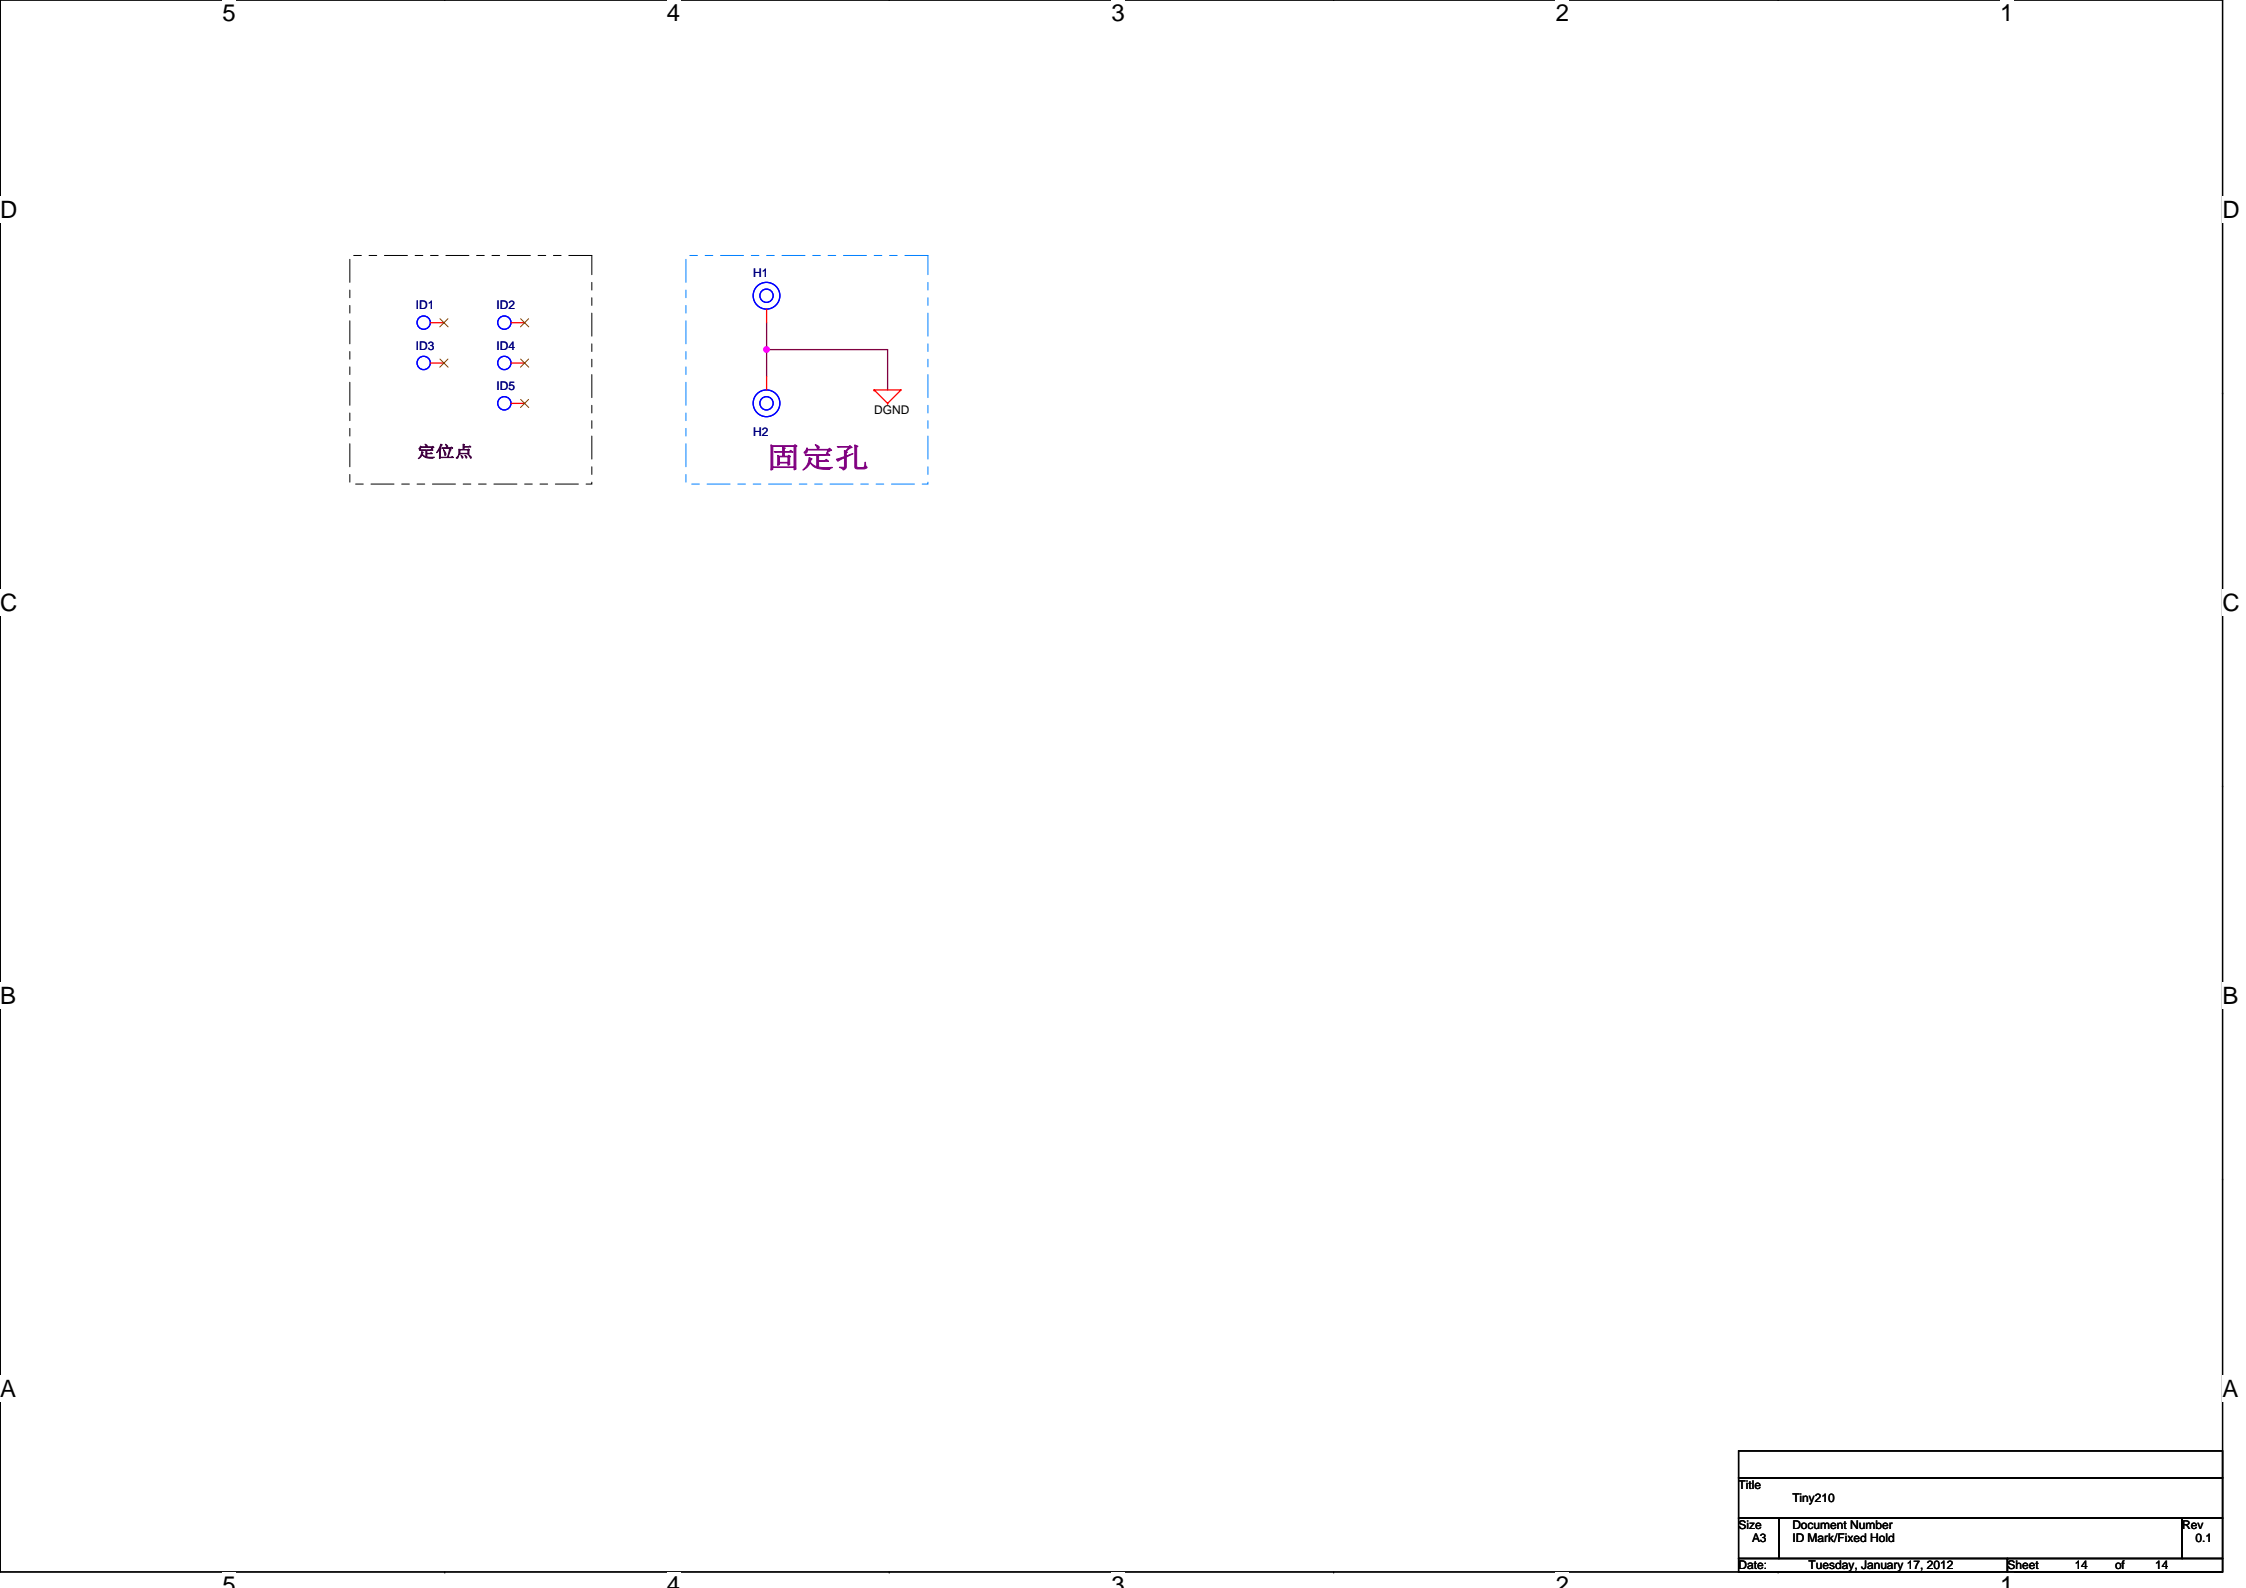 5 4 3 2 1
D D
H1
ID1 ID2
ID3 ID4
ID5
DGND
H2
定位点
固定孔
C C
B B
A A
Title
Tiny210
Size Document Number Rev
A3 ID Mark/Fixed Hold 0.1
Date: Tuesday, January 17, 2012 Sheet 14 of 14
5 4 3 2 1